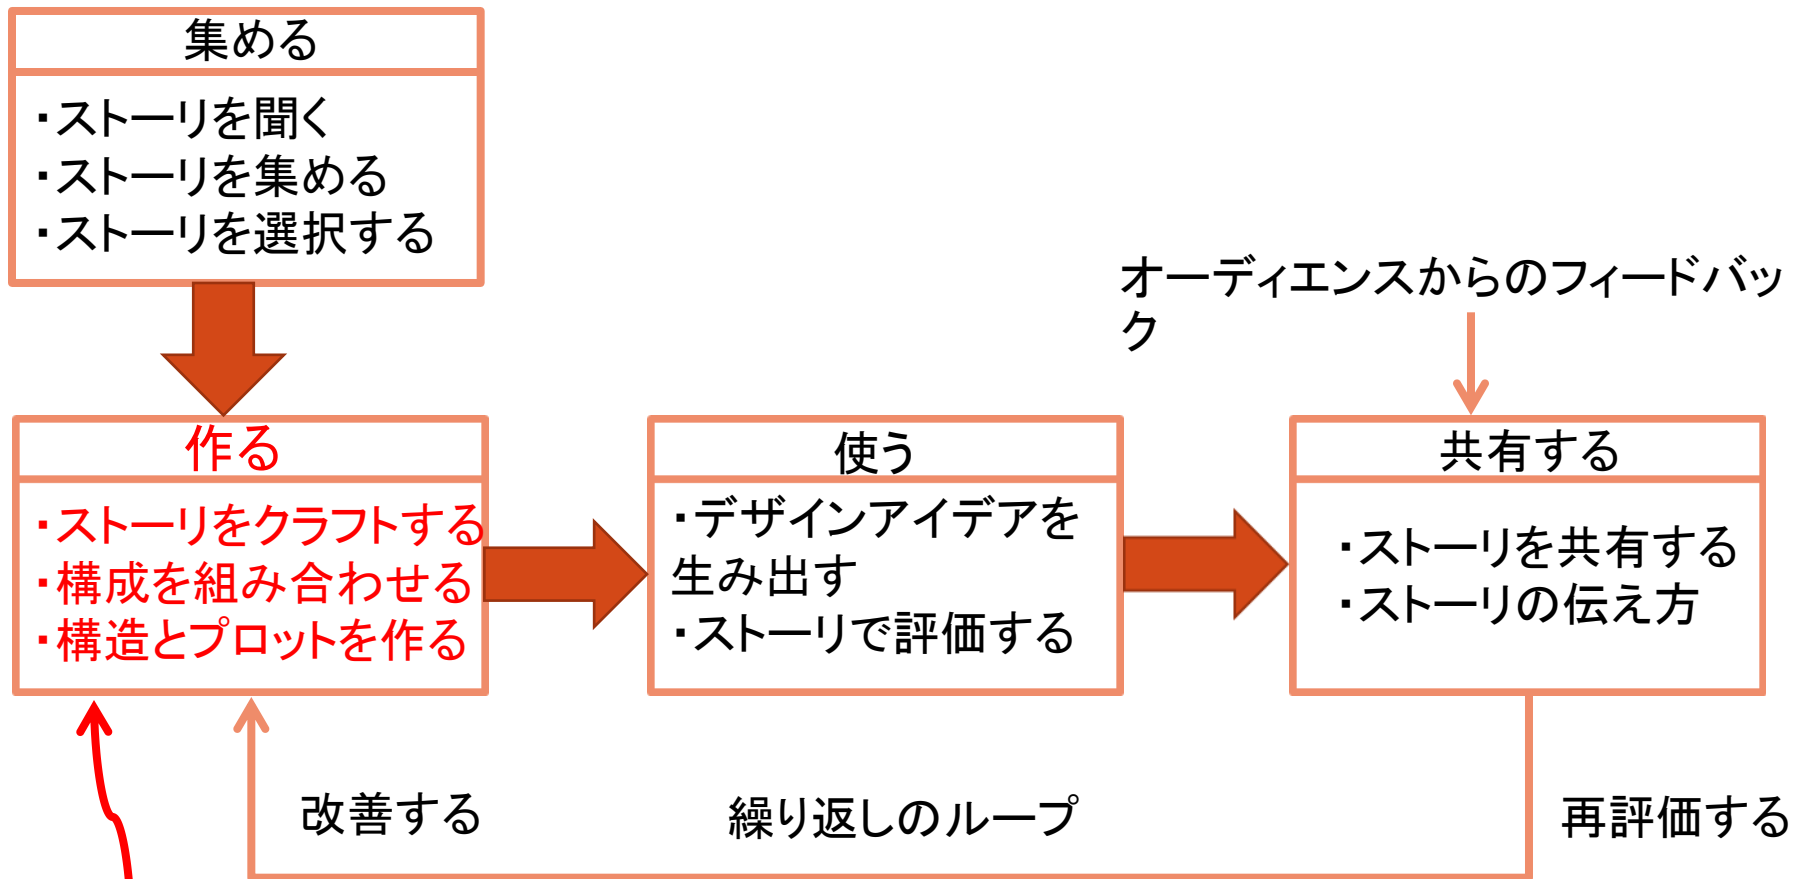 集める
・ストーリを聞く
・ストーリを集める
・ストーリを選択する
オーディエンスからのフィードバッ
ク
作る
・ストーリをクラフトする
・構成を組み合わせる
・構造とプロットを作る
使う
・デザインアイデアを
生み出す
・ストーリで評価する
共有する
・ストーリを共有する
・ストーリの伝え方
改善する
繰り返しのループ
再評価する